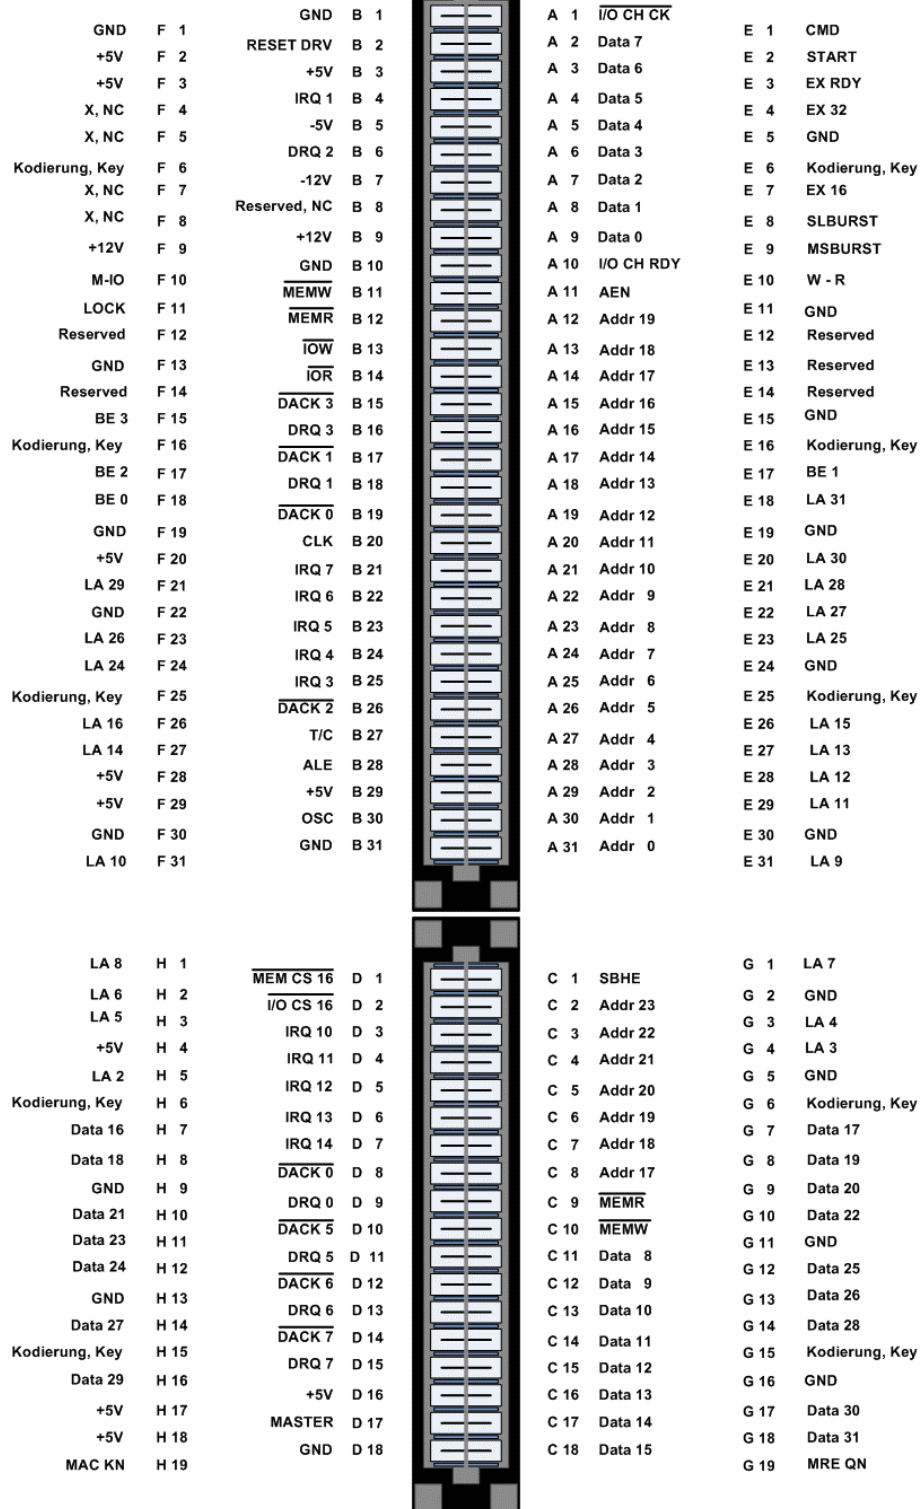 GND B 1 A 1 I/O CH CK
GND F 1 E 1 CMD
RESET DRV B 2 A 2 Data 7
+5V F 2 E 2 START
+5V B 3 A 3 Data 6
+5V F 3 E 3 EX RDY
IRQ 1 B 4 A 4 Data 5
X, NC F 4 E 4 EX 32
-5V B 5 A 5 Data 4
X, NC F 5 E 5 GND
DRQ 2 B 6 A 6 Data 3
Kodierung, Key F 6 E 6 Kodierung, Key
-12V B 7 A 7 Data 2
X, NC F 7 E 7 EX 16
Reserved, NC B 8 A 8 Data 1
X, NC F 8 E 8 SLBURST
+12V B 9 A 9 Data 0
+12V F 9 E 9 MSBURST
GND B 10 A 10 I/O CH RDY
M-IO F 10 E 10 W - R
MEMW B 11 A 11 AEN
LOCK F 11 E 11 GND
MEMR B 12 A 12 Addr 19
Reserved F 12 E 12 Reserved
IOW B 13 A 13 Addr 18
GND F 13 E 13 Reserved
IOR B 14 A 14 Addr 17
Reserved F 14 E 14 Reserved
DACK 3 B 15 A 15 Addr 16
BE 3 F 15 E 15 GND
DRQ 3 B 16 A 16 Addr 15
Kodierung, Key F 16 E 16 Kodierung, Key
DACK 1 B 17 A 17 Addr 14
BE 2 F 17 E 17 BE 1
DRQ 1 B 18 A 18 Addr 13
BE 0 F 18 E 18 LA 31
DACK 0 B 19 A 19 Addr 12
GND F 19 E 19 GND
CLK B 20 A 20 Addr 11
+5V F 20 E 20 LA 30
IRQ 7 B 21 A 21 Addr 10
LA 29 F 21 E 21 LA 28
IRQ 6 B 22 A 22 Addr 9
GND F 22 E 22 LA 27
IRQ 5 B 23 A 23 Addr 8
LA 26 F 23 E 23 LA 25
IRQ 4 B 24 A 24 Addr 7
LA 24 F 24 E 24 GND
IRQ 3 B 25 A 25 Addr 6
Kodierung, Key F 25 E 25 Kodierung, Key
DACK 2 B 26 A 26 Addr 5
LA 16 F 26 E 26 LA 15
T/C B 27 A 27 Addr 4
LA 14 F 27 E 27 LA 13
ALE B 28 A 28 Addr 3
+5V F 28 E 28 LA 12
+5V B 29 A 29 Addr 2
+5V F 29 E 29 LA 11
OSC B 30 A 30 Addr 1
GND F 30 E 30 GND
GND B 31 A 31 Addr 0
LA 10 F 31 E 31 LA 9
LA 8 H 1 G 1 LA 7
MEM CS 16 D 1 C 1 SBHE
LA 6 H 2 G 2 GND
I/O CS 16 D 2 C 2 Addr 23
LA 5 H 3 G 3 LA 4
IRQ 10 D 3 C 3 Addr 22
+5V H 4 G 4 LA 3
IRQ 11 D 4 C 4 Addr 21
LA 2 H 5 G 5 GND
IRQ 12 D 5 C 5 Addr 20
Kodierung, Key H 6 G 6 Kodierung, Key
IRQ 13 D 6 C 6 Addr 19
Data 16 H 7 G 7 Data 17
IRQ 14 D 7 C 7 Addr 18
Data 18 H 8 G 8 Data 19
DACK 0 D 8 C 8 Addr 17
GND H 9 G 9 Data 20
DRQ 0 D 9 C 9 MEMR
Data 21 H 10 G 10 Data 22
DACK 5 D 10 C 10 MEMW
Data 23 H 11 G 11 GND
DRQ 5 D 11 C 11 Data 8
Data 24 H 12 G 12 Data 25
DACK 6 D 12 C 12 Data 9
GND H 13 G 13 Data 26
DRQ 6 D 13 C 13 Data 10
Data 27 H 14 G 14 Data 28
DACK 7 D 14 C 14 Data 11
Kodierung, Key H 15 G 15 Kodierung, Key
DRQ 7 D 15 C 15 Data 12
Data 29 H 16 G 16 GND
+5V D 16 C 16 Data 13
+5V H 17 G 17 Data 30
MASTER D 17 C 17 Data 14
+5V H 18 G 18 Data 31
GND D 18 C 18 Data 15
MAC KN H 19 G 19 MRE QN